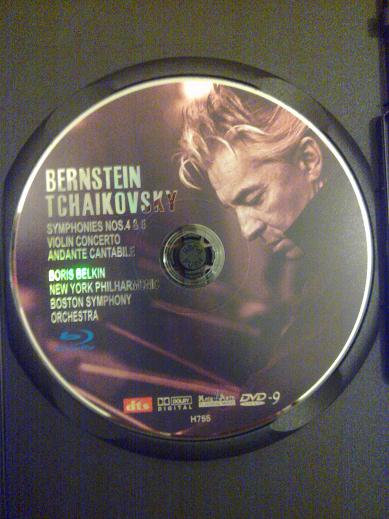 BERNSTEIN
TCHAIKOVSKY
SYMPHONIES NOS.4 & 5
VIOLIN CONCERTO
ANDANTE CANTABILE
BORIS BELKIN
NEW YORK PHILHARMONIC
BOSTON SYMPHONY
ORCHESTRA
dts DOLBY DIGITAL DVD-9
H755